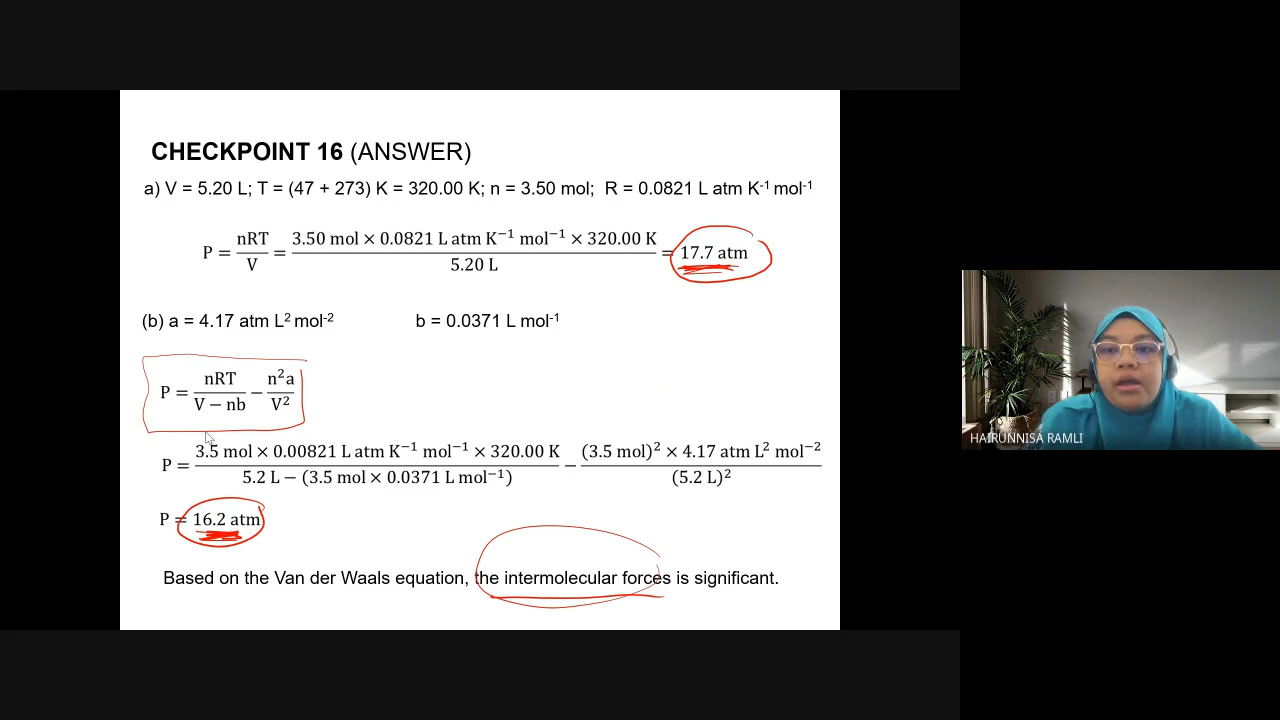 CHECKPOINT 16 (ANSWER)
a) V = 5.20 L; T = (47 + 273) K = 320.00 K; n = 3.50 mol; R = 0.0821 L atm K⁻¹ mol⁻¹
P = nRT/V = 3.50 mol × 0.0821 L atm K⁻¹ mol⁻¹ × 320.00 K / 5.20 L = 17.7 atm
(b) a = 4.17 atm L² mol⁻² b = 0.0371 L mol⁻¹
P = nRT/V − nb − n²a/V²
P = 3.5 mol × 0.00821 L atm K⁻¹ mol⁻¹ × 320.00 K / 5.2 L − (3.5 mol × 0.0371 L mol⁻¹) − (3.5 mol)² × 4.17 atm L² mol⁻² / (5.2 L)²
P = 16.2 atm
Based on the Van der Waals equation, the intermolecular forces is significant.
HAIRUNNISA RAMLI